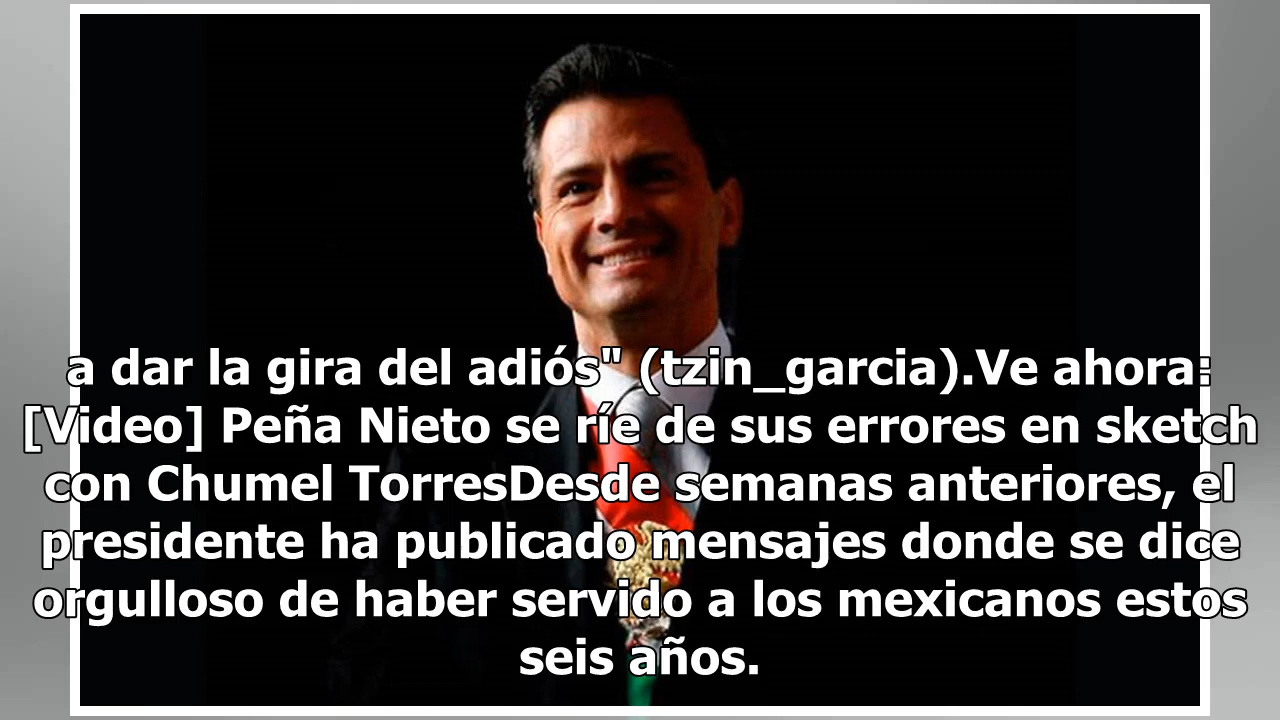 a dar la gira del adiós" (tzin_garcia).Ve ahora:
[Video] Peña Nieto se ríe de sus errores en sketch
con Chumel TorresDesde semanas anteriores, el
presidente ha publicado mensajes donde se dice
orgulloso de haber servido a los mexicanos estos
seis años.